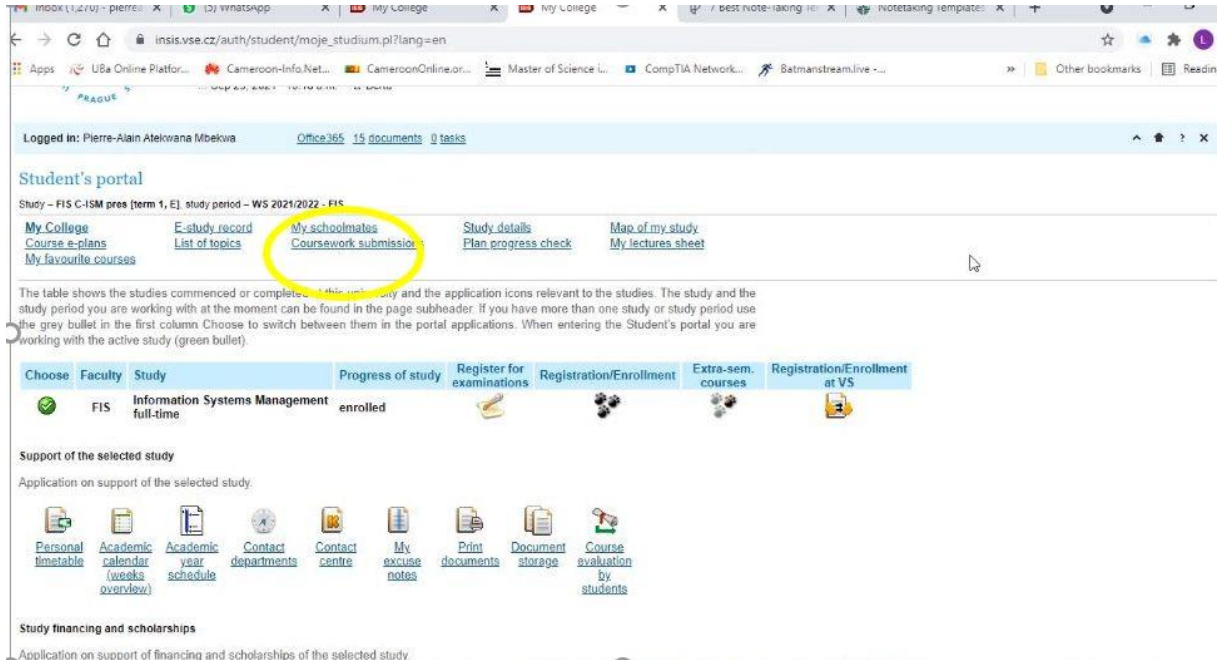 Inbox (1,270) - pierre
(5) WhatsApp
My College
My College
7 Best Note-Taking Te
Notetaking Templates
insis.vse.cz/auth/student/moje_studium.pl?lang=en
Apps
UBa Online Platfor...
Cameroon-Info.Net...
CameroonOnline.or...
Master of Science i...
CompTIA Network...
Batmanstream.live -...
»
Other bookmarks
Readin
PRAGUE
Logged in: Pierre-Alain Atekwana Mbekwa
Office365 15 documents 0 tasks
Student's portal
Study – FIS C-ISM pres [term 1, E], study period – WS 2021/2022 - FIS
My College E-study record My schoolmates Study details Map of my study
Course e-plans List of topics Coursework submissions Plan progress check My lectures sheet
My favourite courses
The table shows the studies commenced or completed at this university and the application icons relevant to the studies. The study and the
study period you are working with at the moment can be found in the page subheader. If you have more than one study or study period use
the grey bullet in the first column Choose to switch between them in the portal applications. When entering the Student's portal you are
working with the active study (green bullet).
Choose Faculty Study Progress of study Register for examinations Registration/Enrollment Extra-sem. courses Registration/Enrollment at VS
FIS Information Systems Management full-time enrolled
Support of the selected study
Application on support of the selected study.
Personal timetable
Academic calendar (weeks overview)
Academic year schedule
Contact departments
Contact centre
My excuse notes
Print documents
Document storage
Course evaluation by students
Study financing and scholarships
Application on support of financing and scholarships of the selected study.